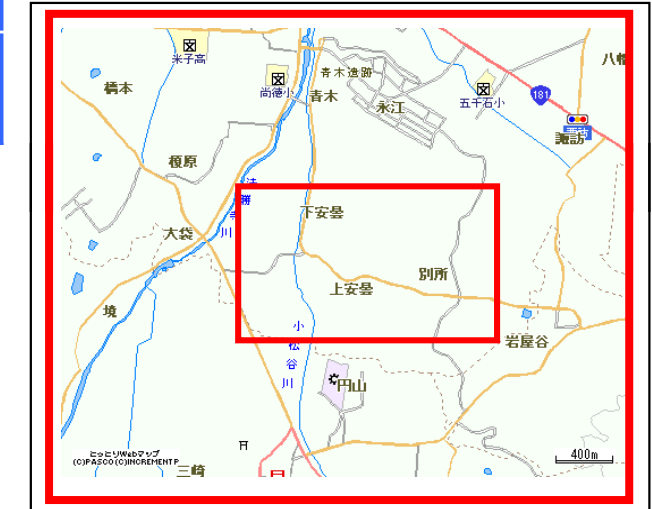 米子高
八幡
橋本
尚徳小
青木遺跡
青木
永江
五千石小
181
諏訪
榎原
法勝寺川
下安曇
大袋
別所
上安曇
境
小松谷川
岩屋谷
円山
とっとりWebマップ
(C)PASCO(C)INCREMENT P
三崎
400m